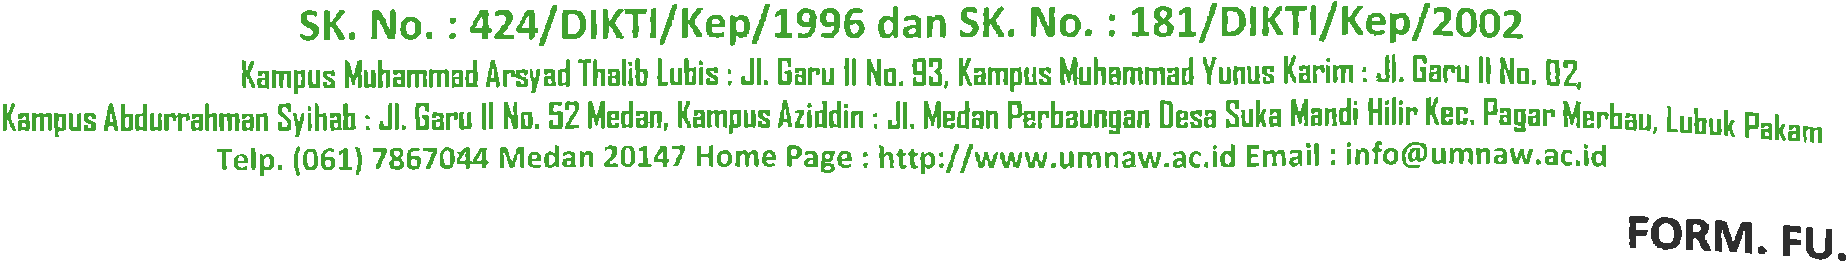 SK. No. : 424/DIKTI/Kep/1996 dan SK. No. : 181/DIKTI/Kep/2002
Kampus Muhammad Arsyad Thalib Lubis : Jl. Garu II No. 93, Kampus Muhammad Yunus Karim : Jl. Garu II No. 02,
Kampus Abdurrahman Syihab : Jl. Garu II No. 52 Medan, Kampus Aziddin : Jl. Medan Perbaungan Desa Suka Mandi Hilir Kec. Pagar Merbau, Lubuk Pakam
Telp. (061) 7867044 Medan 20147 Home Page : http://www.umnaw.ac.id Email : info@umnaw.ac.id
FORM. FU.